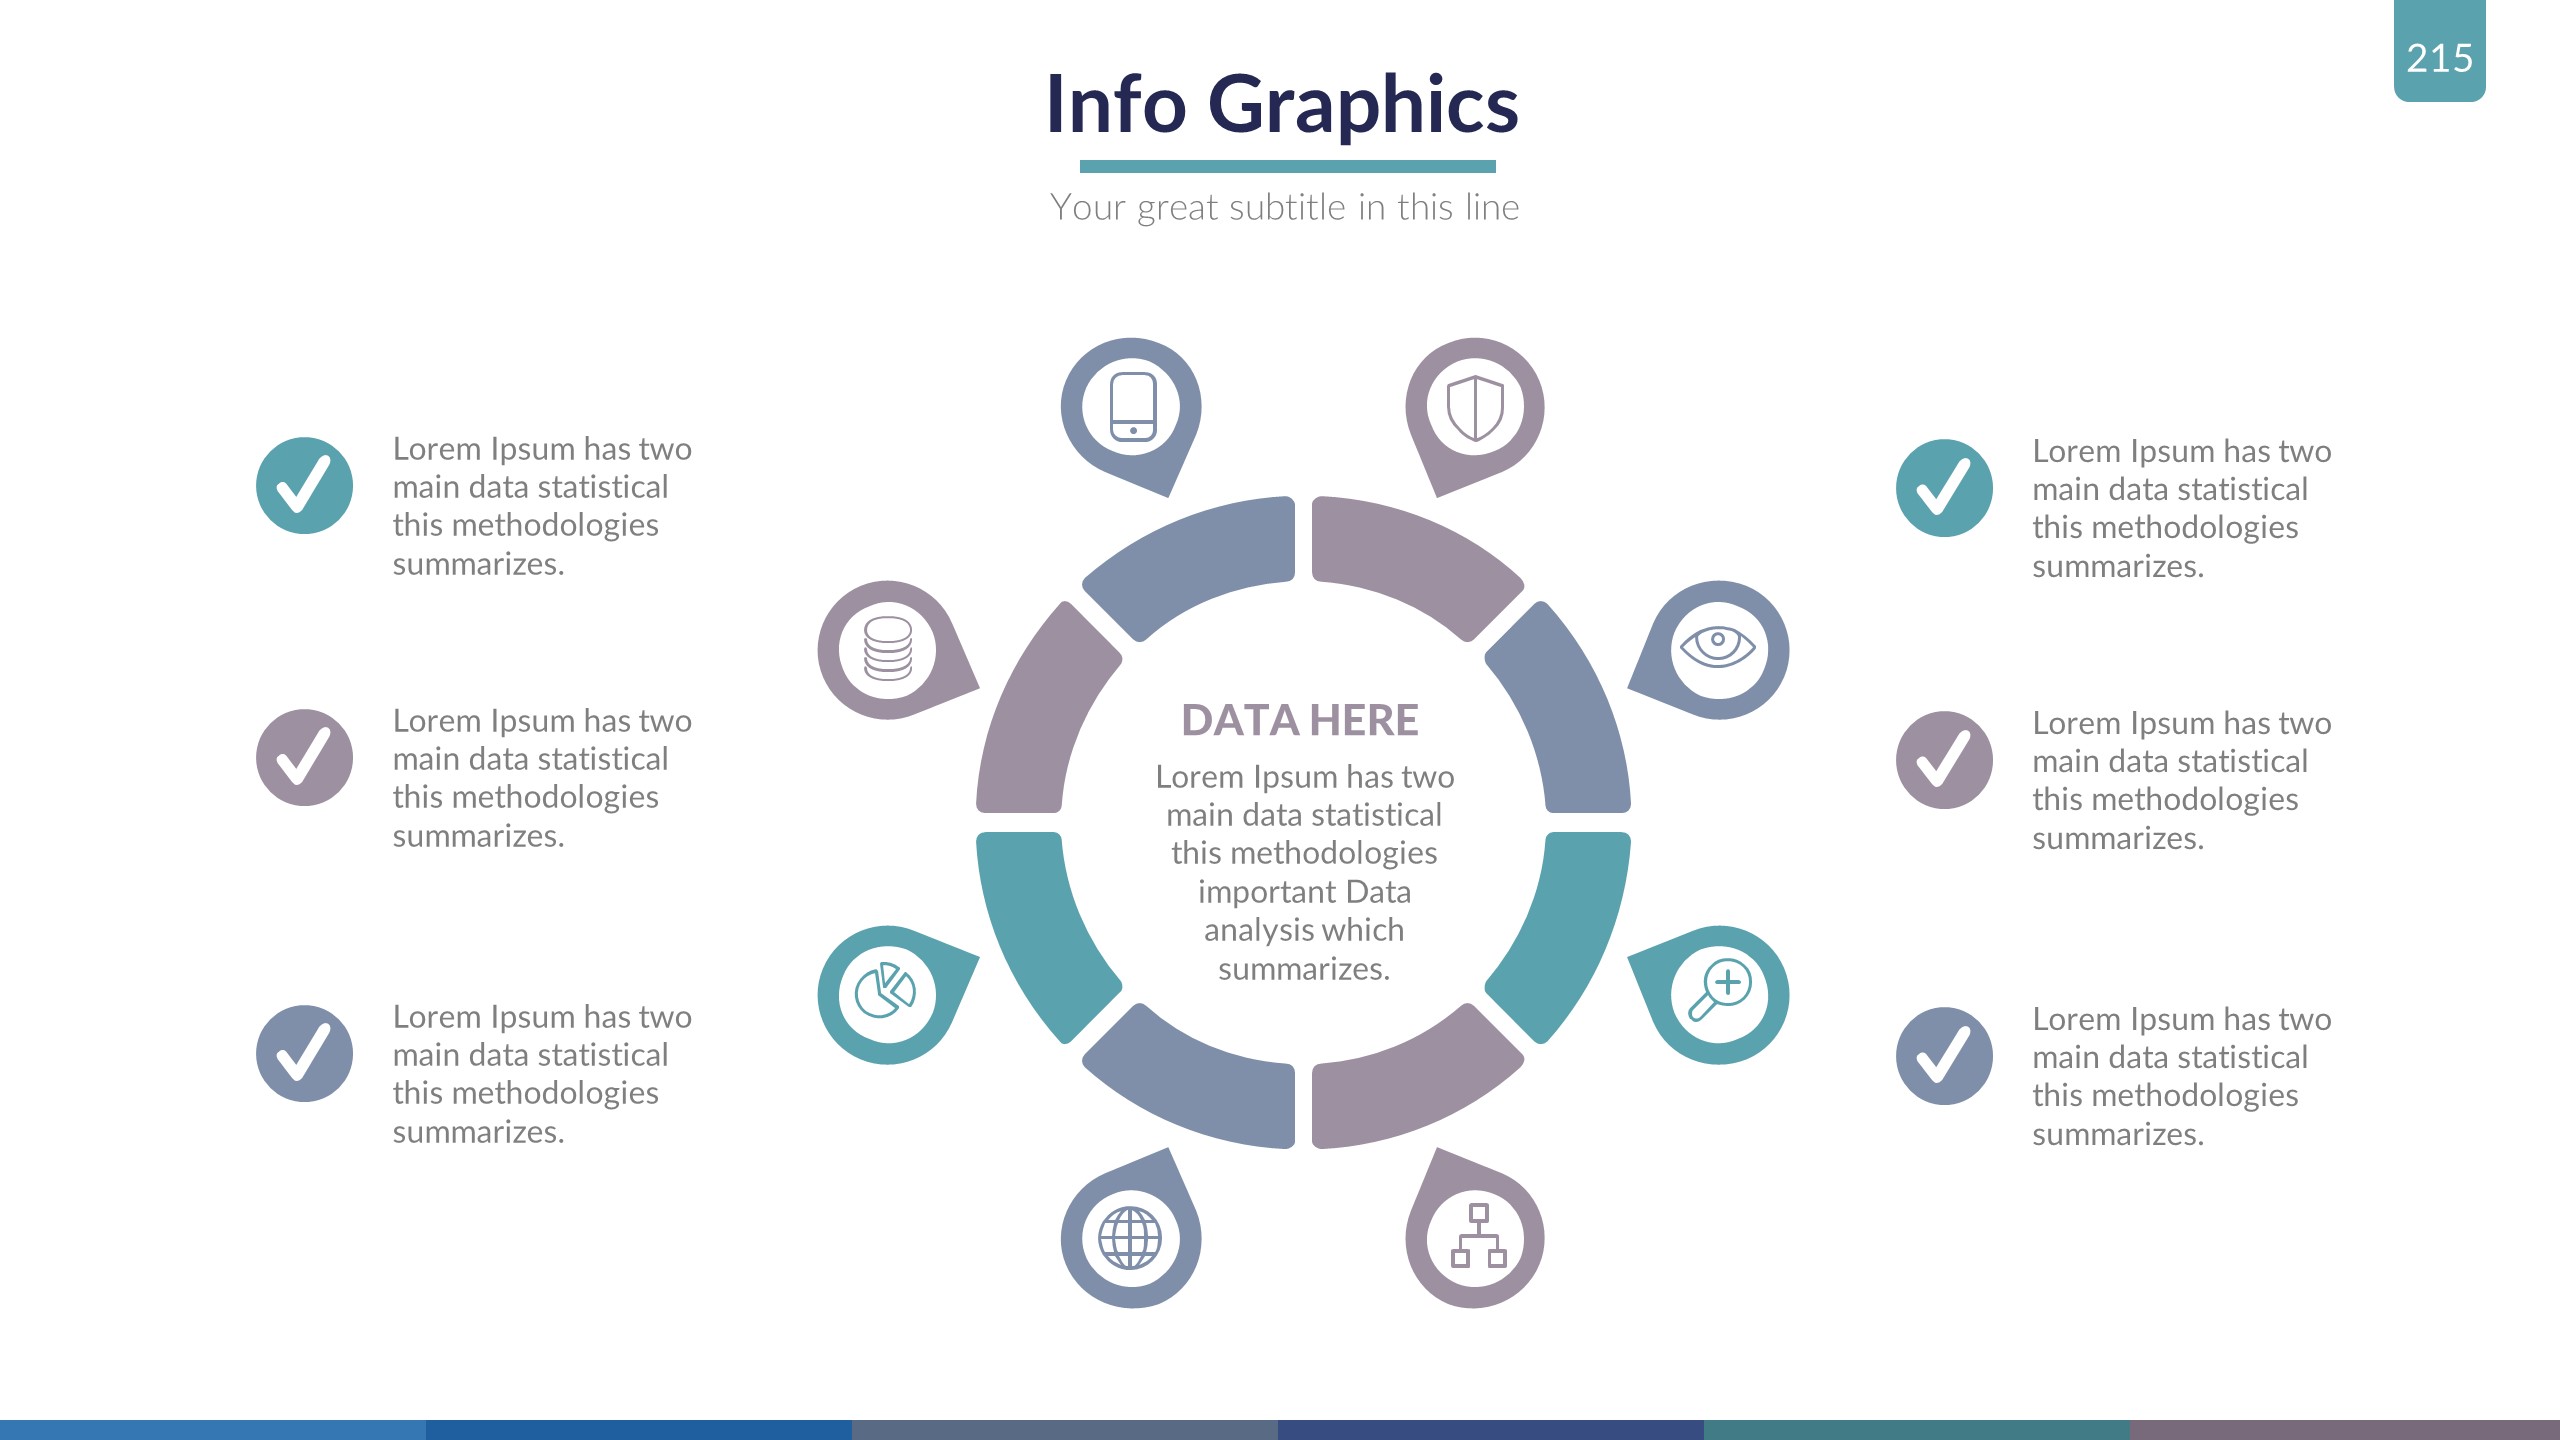 215
Info Graphics
Your great subtitle in this line
Lorem Ipsum has two
main data statistical
this methodologies
summarizes.
Lorem Ipsum has two
main data statistical
this methodologies
summarizes.
Lorem Ipsum has two
main data statistical
this methodologies
summarizes.
DATA HERE
Lorem Ipsum has two
main data statistical
this methodologies
important Data
analysis which
summarizes.
Lorem Ipsum has two
main data statistical
this methodologies
summarizes.
Lorem Ipsum has two
main data statistical
this methodologies
summarizes.
Lorem Ipsum has two
main data statistical
this methodologies
summarizes.